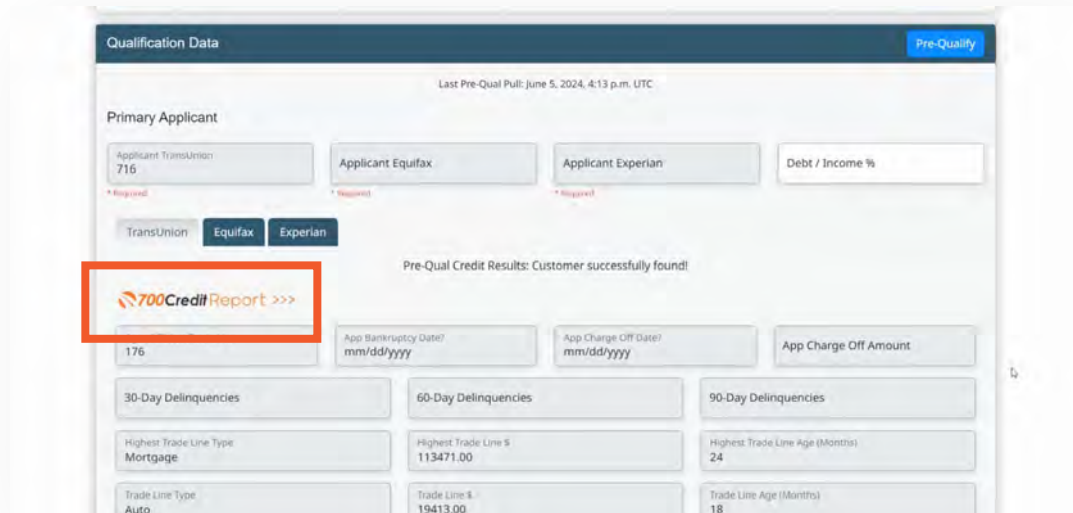 Qualification Data
Pre-Qualify
Last Pre-Qual Pull: June 5, 2024, 4:13 p.m. UTC
Primary Applicant
Applicant TransUnion
716
Applicant Equifax
Applicant Experian
Debt / Income %
* Required
* Required
* Required
TransUnion
Equifax
Experian
Pre-Qual Credit Results: Customer successfully found!
700CreditReport >>>
176
App Bankruptcy Date?
mm/dd/yyyy
App Charge Off Date?
mm/dd/yyyy
App Charge Off Amount
30-Day Delinquencies
60-Day Delinquencies
90-Day Delinquencies
Highest Trade Line Type
Mortgage
Highest Trade Line $
113471.00
Highest Trade Line Age (Months)
24
Trade Line Type
Auto
Trade Line $
19413.00
Trade Line Age (Months)
18